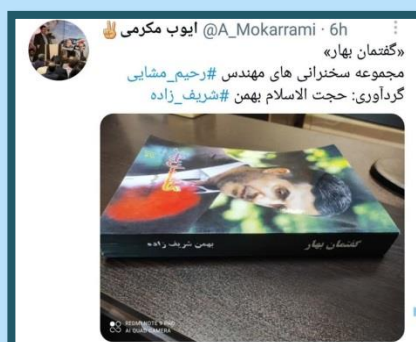 ایوب مکرمی✌ @A_Mokarrami · 6h
«گفتمان بهار»
مجموعه سخنرانی های مهندس #رحیم_مشایی
گردآوری: حجت الاسلام بهمن #شریف_زاده
گفتمان بهار
بهمن شریف زاده
REDMI NOTE 9 PRO
AI QUAD CAMERA